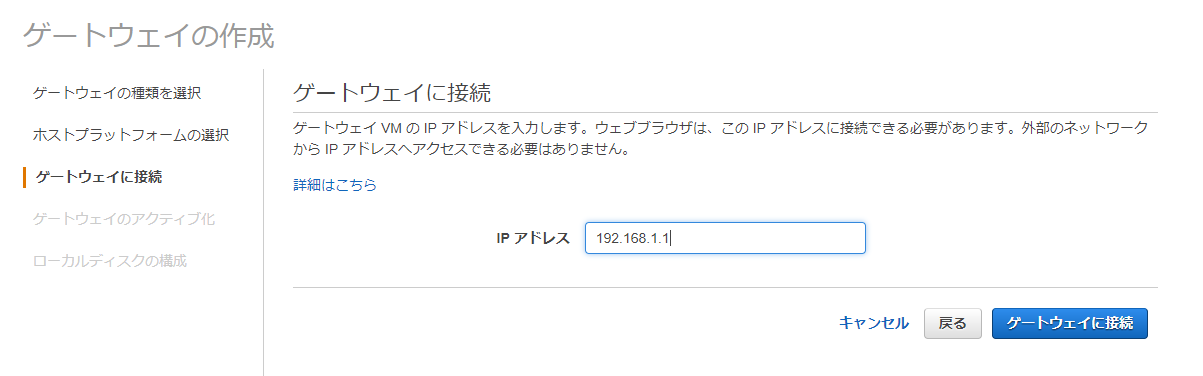 ゲートウェイの作成
ゲートウェイの種類を選択
ホストプラットフォームの選択
ゲートウェイに接続
ゲートウェイのアクティブ化
ローカルディスクの構成
ゲートウェイに接続
ゲートウェイ VM の IP アドレスを入力します。ウェブブラウザは、この IP アドレスに接続できる必要があります。外部のネットワーク
から IP アドレスへアクセスできる必要はありません。
詳細はこちら
IP アドレス 192.168.1.1
キャンセル 戻る ゲートウェイに接続